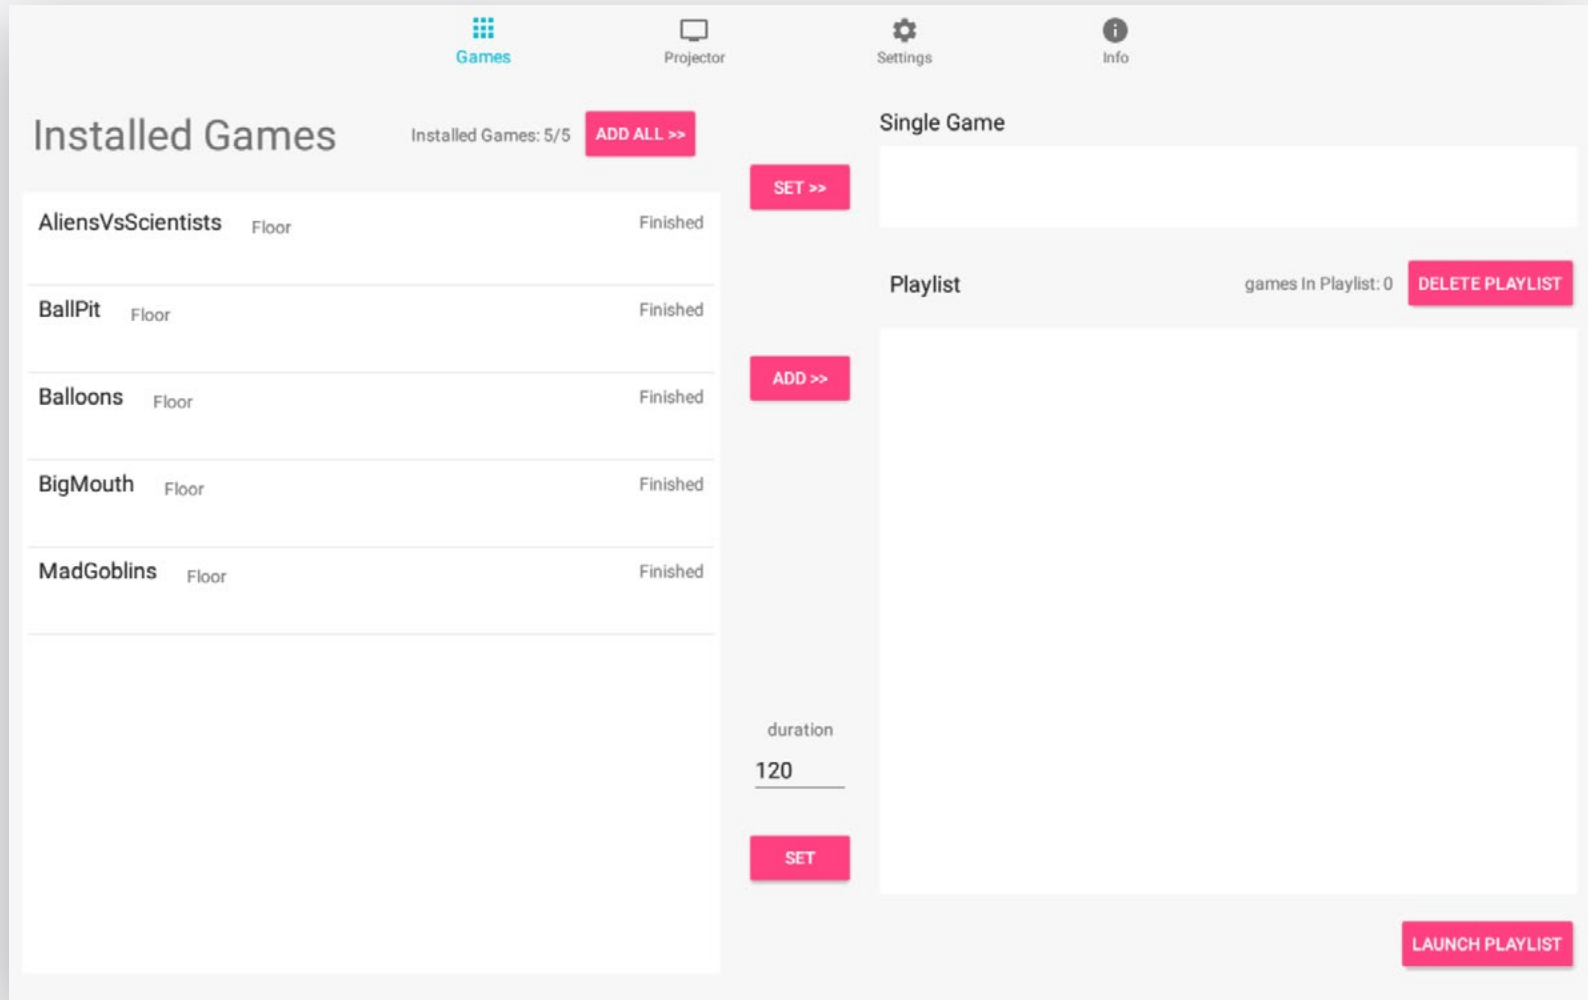 Games
Projector
Settings
Info
Installed Games
Installed Games: 5/5
ADD ALL >>
AliensVsScientists Floor Finished
BallPit Floor Finished
Balloons Floor Finished
BigMouth Floor Finished
MadGoblins Floor Finished
SET >>
ADD >>
duration
120
SET
Single Game
Playlist
games In Playlist: 0
DELETE PLAYLIST
LAUNCH PLAYLIST